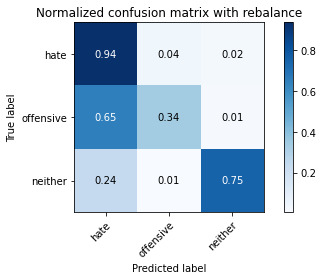 Normalized confusion matrix with rebalance
True label
hate
0.94 0.04 0.02
offensive
0.65 0.34 0.01
neither
0.24 0.01 0.75
hate
offensive
neither
Predicted label
0.8
0.6
0.4
0.2